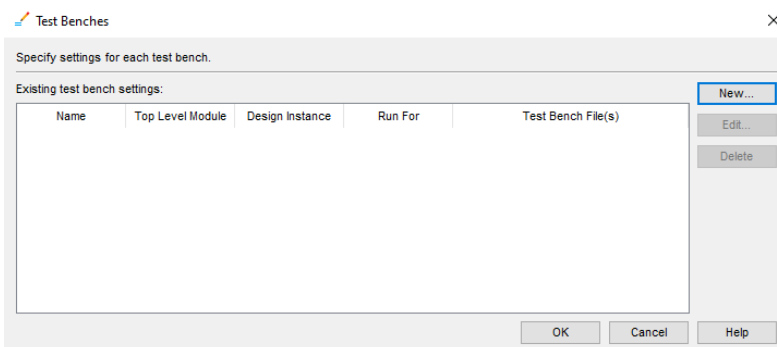 Test Benches
Specify settings for each test bench.
Existing test bench settings:
New...
Name Top Level Module Design Instance Run For Test Bench File(s)
Edit...
Delete
OK Cancel Help